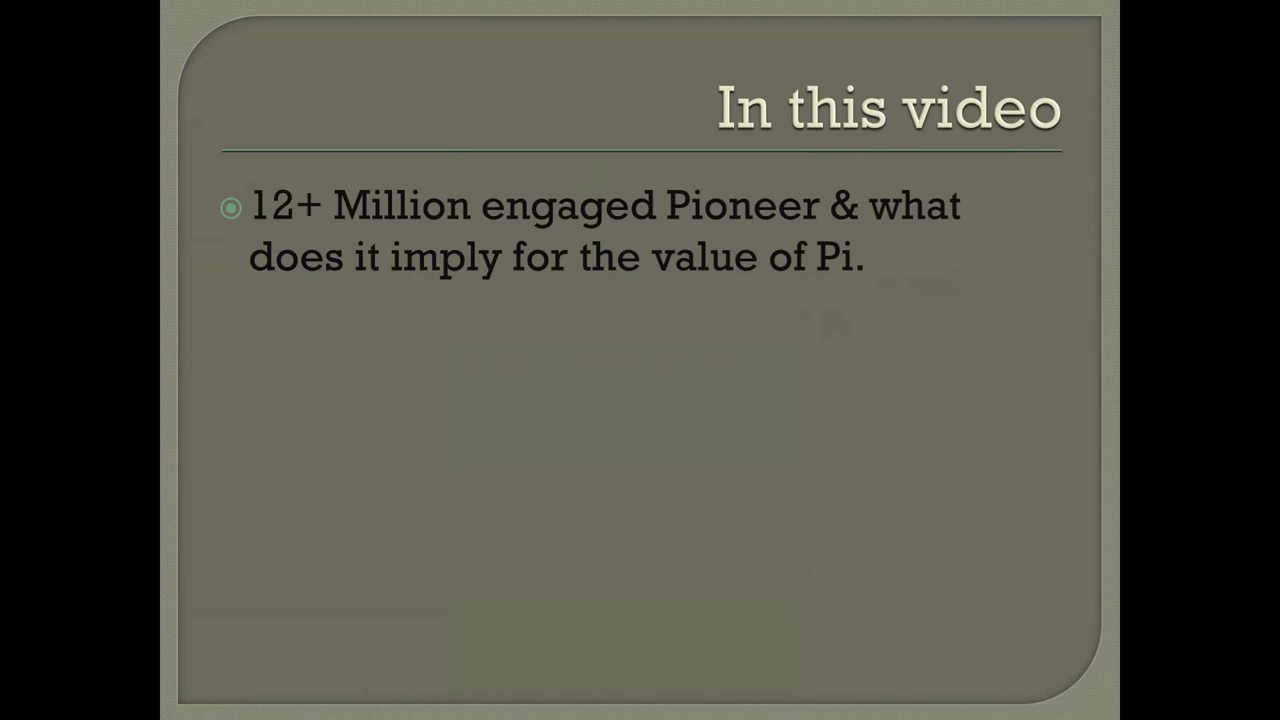 In this video
12+ Million engaged Pioneer & what
does it imply for the value of Pi.